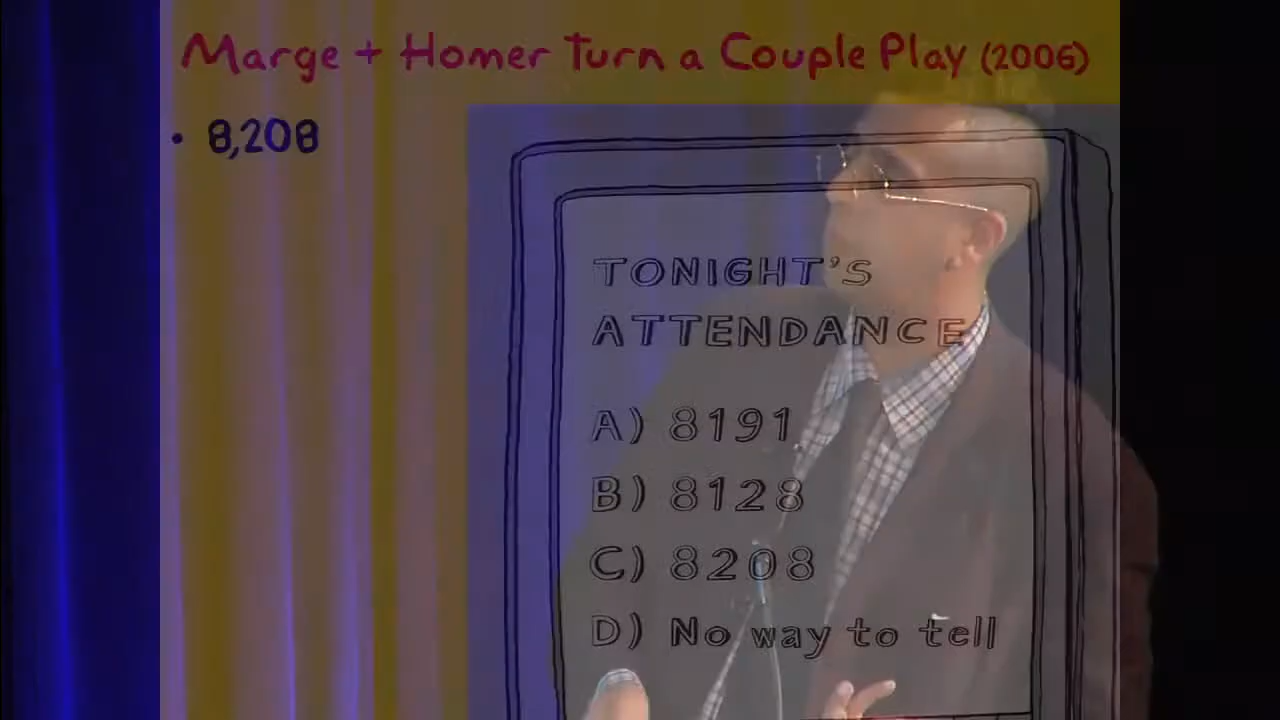 Marge + Homer Turn a Couple Play (2006)
• 8,208
TONIGHT'S
ATTENDANCE
A) 8191
B) 8128
C) 8208
D) No way to tell